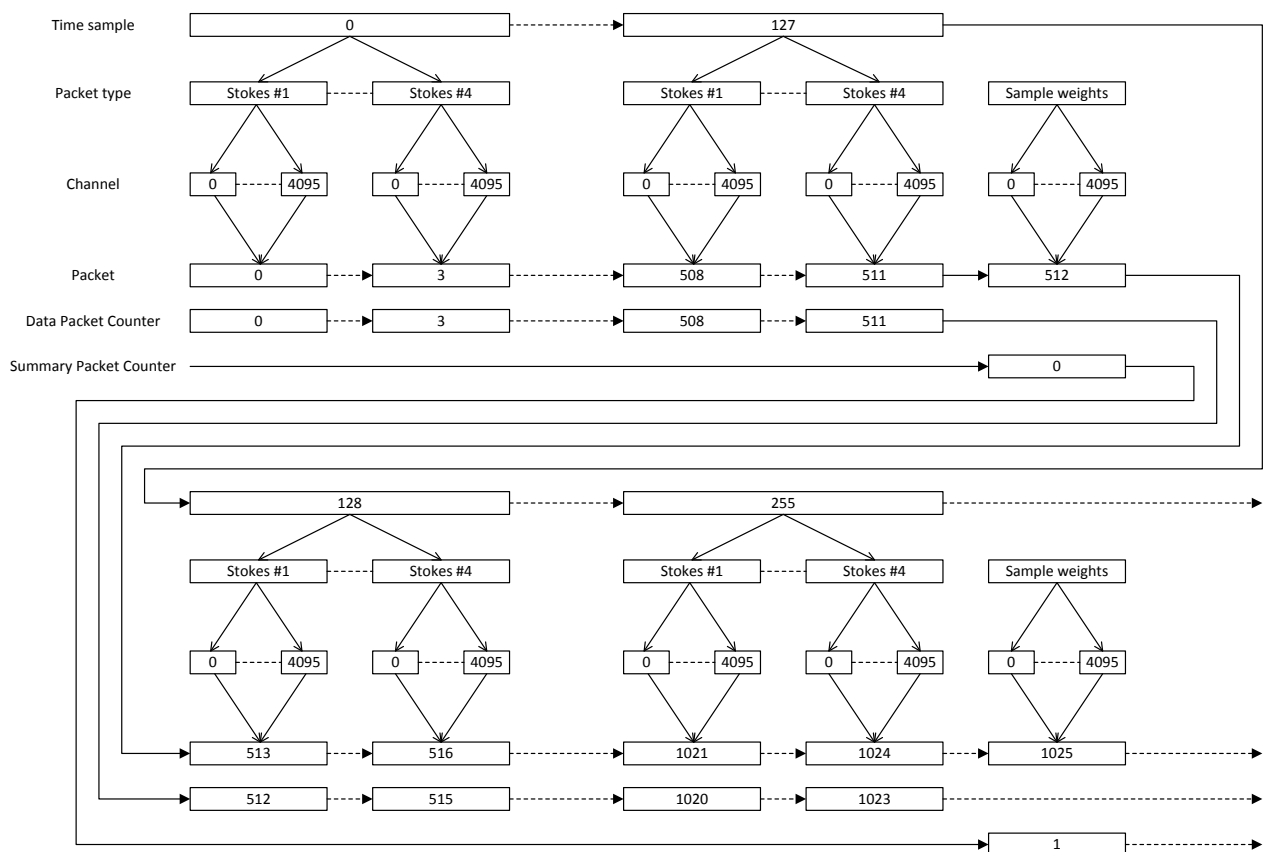 Time sample 0 127
Packet type Stokes #1 Stokes #4 Stokes #1 Stokes #4 Sample weights
Channel 0 4095 0 4095 0 4095 0 4095 0 4095
Packet 0 3 508 511 512
Data Packet Counter 0 3 508 511
Summary Packet Counter 0
128 255
Stokes #1 Stokes #4 Stokes #1 Stokes #4 Sample weights
0 4095 0 4095 0 4095 0 4095 0 4095
513 516 1021 1024 1025
512 515 1020 1023
1